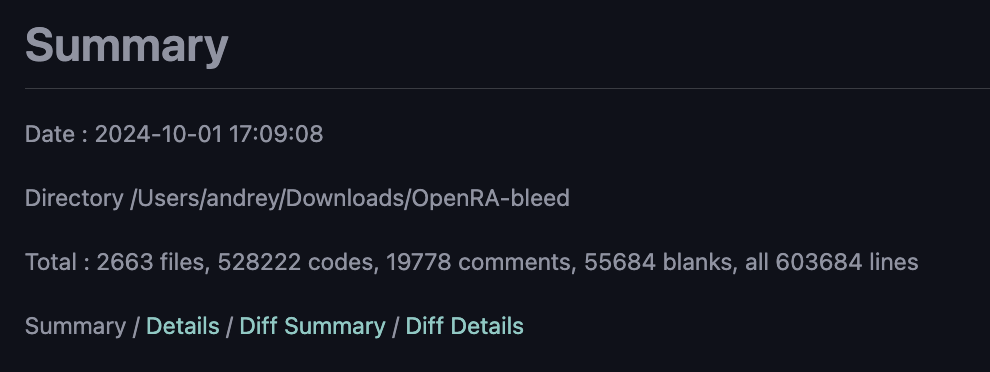 Summary
Date : 2024-10-01 17:09:08
Directory /Users/andrey/Downloads/OpenRA-bleed
Total : 2663 files, 528222 codes, 19778 comments, 55684 blanks, all 603684 lines
Summary / Details / Diff Summary / Diff Details